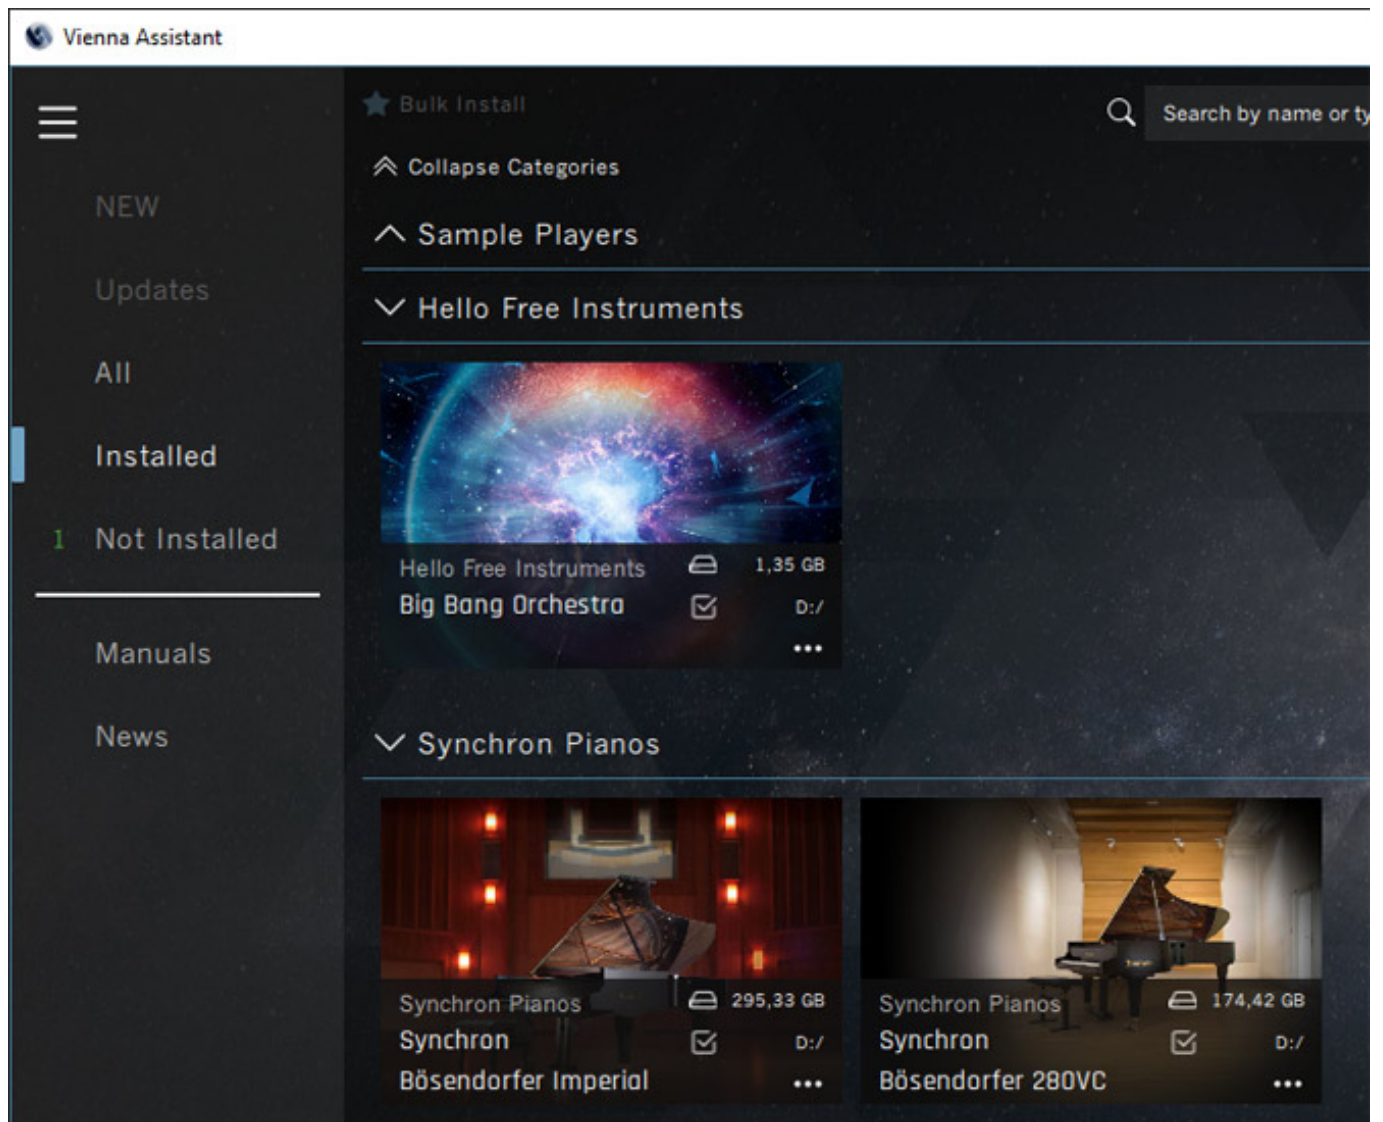 Vienna Assistant
Bulk Install
Search by name or ty
Collapse Categories
NEW
Updates
All
Installed
1 Not Installed
Manuals
News
Sample Players
Hello Free Instruments
Hello Free Instruments 1,35 GB
Big Bang Orchestra D:/
Synchron Pianos
Synchron Pianos 295,33 GB
Synchron D:/
Bösendorfer Imperial
Synchron Pianos 174,42 GB
Synchron D:/
Bösendorfer 280VC